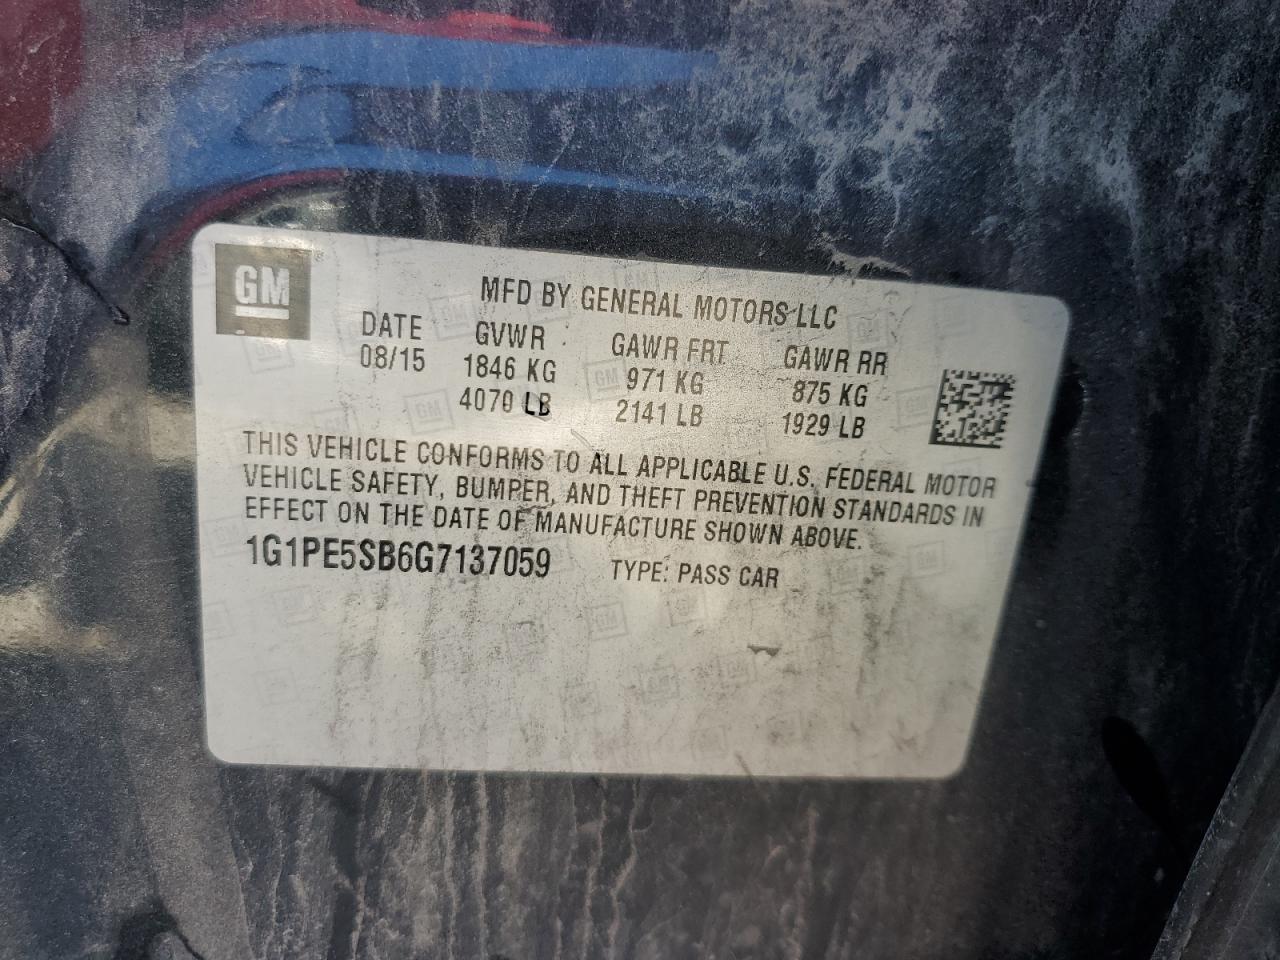 GM
MFD BY GENERAL MOTORS LLC
DATE GVWR GAWR FRT GAWR RR
08/15 1846 KG 971 KG 875 KG
4070 LB 2141 LB 1929 LB
THIS VEHICLE CONFORMS TO ALL APPLICABLE U.S. FEDERAL MOTOR
VEHICLE SAFETY, BUMPER, AND THEFT PREVENTION STANDARDS IN
EFFECT ON THE DATE OF MANUFACTURE SHOWN ABOVE.
1G1PE5SB6G7137059 TYPE: PASS CAR